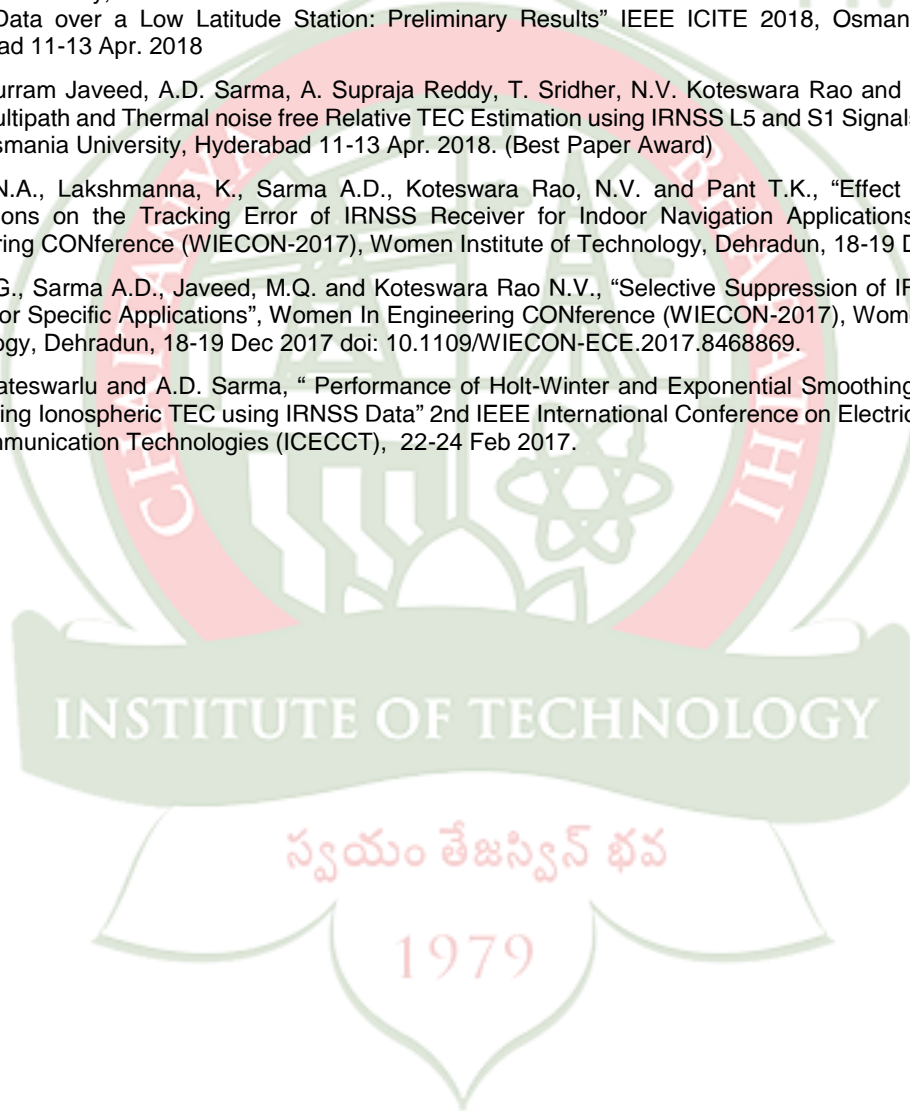 Data over a Low Latitude Station: Preliminary Results” IEEE ICITE 2018, Osman
ad 11-13 Apr. 2018
urram Javeed, A.D. Sarma, A. Supraja Reddy, T. Sridher, N.V. Koteswara Rao and
ultipath and Thermal noise free Relative TEC Estimation using IRNSS L5 and S1 Signals
smania University, Hyderabad 11-13 Apr. 2018. (Best Paper Award)
N.A., Lakshmanna, K., Sarma A.D., Koteswara Rao, N.V. and Pant T.K., “Effect
ons on the Tracking Error of IRNSS Receiver for Indoor Navigation Applications
ring CONference (WIECON-2017), Women Institute of Technology, Dehradun, 18-19 D
G., Sarma A.D., Javeed, M.Q. and Koteswara Rao N.V., “Selective Suppression of IR
or Specific Applications”, Women In Engineering CONference (WIECON-2017), Wome
ogy, Dehradun, 18-19 Dec 2017 doi: 10.1109/WIECON-ECE.2017.8468869.
ateswarlu and A.D. Sarma, “ Performance of Holt-Winter and Exponential Smoothing
ing Ionospheric TEC using IRNSS Data” 2nd IEEE International Conference on Electric
mmunication Technologies (ICECCT), 22-24 Feb 2017.
CHAITANYA BHARATHI
INSTITUTE OF TECHNOLOGY
స్వయం తేజస్విన్ భవ
1979